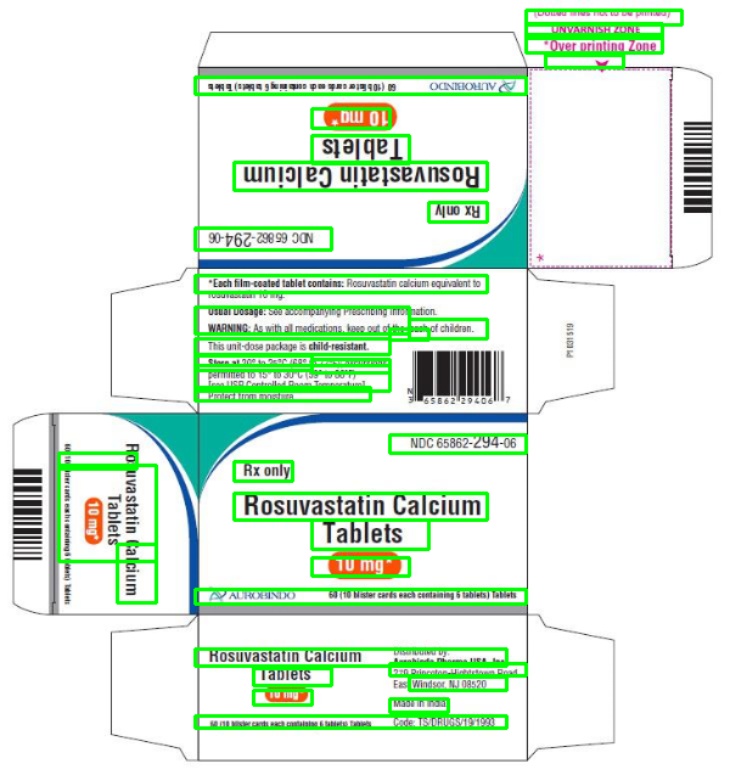 (Dotted lines not to be printed)
UNVARNISH ZONE
*Over printing Zone
60 (10 blister cards each containing 6 tablets) Tablets
AUROBINDO
10 mg*
Tablets
Rosuvastatin Calcium
Rx only
NDC 65862-294-06
*
*Each film-coated tablet contains: Rosuvastatin calcium equivalent to
rosuvastatin 10 mg.
Usual Dosage: See accompanying Prescribing Information.
WARNING: As with all medications, keep out of the reach of children.
This unit-dose package is child-resistant.
Store at 20° to 25°C (68°
permitted to 15° to 30°C (59° to 86°F)
[see USP Controlled Room Temperature]
Protect from moisture
N
3 65862 29406 7
P1631519
Rosuvastatin Calcium
Tablets
10 mg*
60 (10 blister cards each containing 6 tablets) Tablets
NDC 65862-294-06
Rx only
Rosuvastatin Calcium
Tablets
10 mg*
AUROBINDO
60 (10 blister cards each containing 6 tablets) Tablets
Rosuvastatin Calcium
Tablets
10 mg*
60 (10 blister cards each containing 6 tablets) Tablets
Distributed by:
Aurobindo Pharma USA, Inc.
279 Princeton-Hightstown Road
East Windsor, NJ 08520
Made in India
Code: TS/DRUGS/19/1993